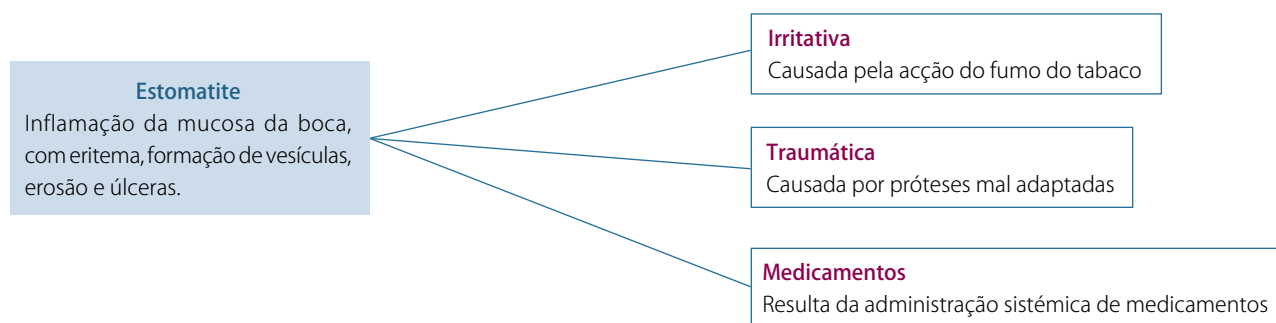 Estomatite
Inflamação da mucosa da boca,
com eritema, formação de vesículas,
erosão e úlceras.
Irritativa
Causada pela acção do fumo do tabaco
Traumática
Causada por próteses mal adaptadas
Medicamentos
Resulta da administração sistémica de medicamentos